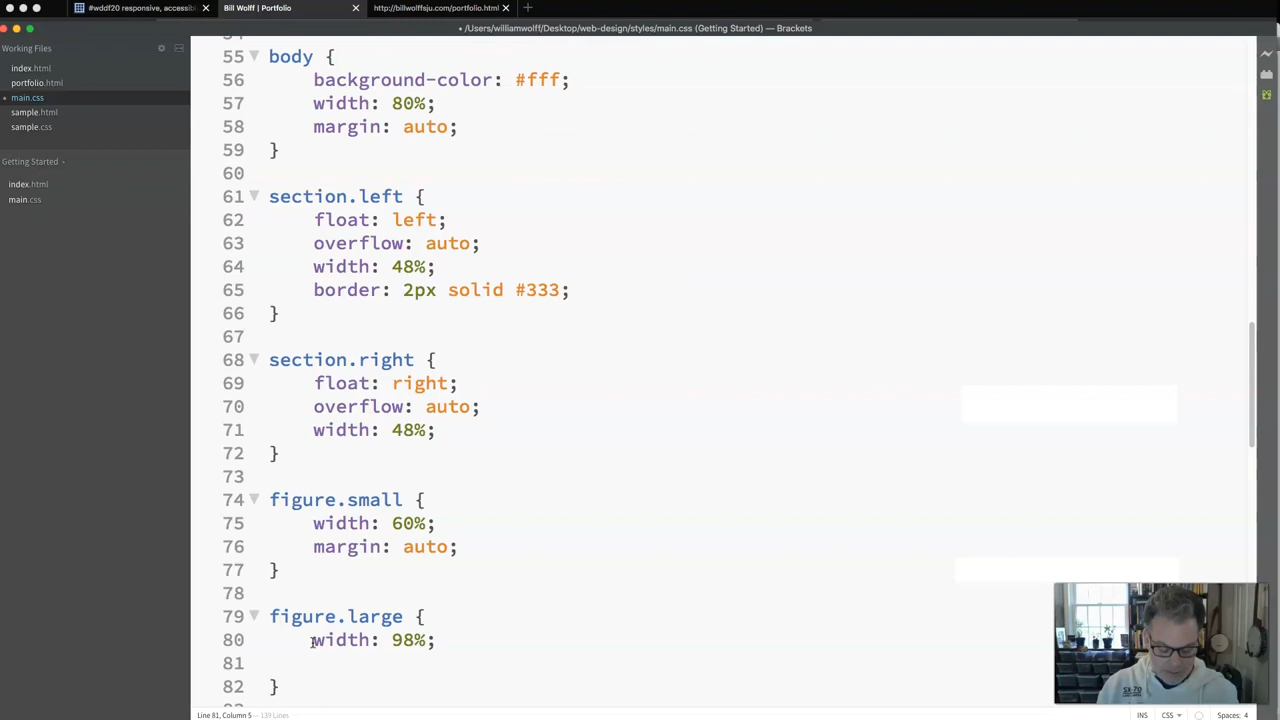 #wddf20 responsive, accessibl
Bill Wolff | Portfolio
http://billwolffsju.com/portfolio.html
• /Users/williamwolff/Desktop/web-design/styles/main.css (Getting Started) — Brackets
Working Files
index.html
portfolio.html
main.css
sample.html
sample.css
Getting Started
index.html
main.css
55 body {
56 background-color: #fff;
57 width: 80%;
58 margin: auto;
59 }
60
61 section.left {
62 float: left;
63 overflow: auto;
64 width: 48%;
65 border: 2px solid #333;
66 }
67
68 section.right {
69 float: right;
70 overflow: auto;
71 width: 48%;
72 }
73
74 figure.small {
75 width: 60%;
76 margin: auto;
77 }
78
79 figure.large {
80 width: 98%;
81
82 }
SX-70
Line 81, Column 5 — 139 Lines
INS CSS Spaces: 4